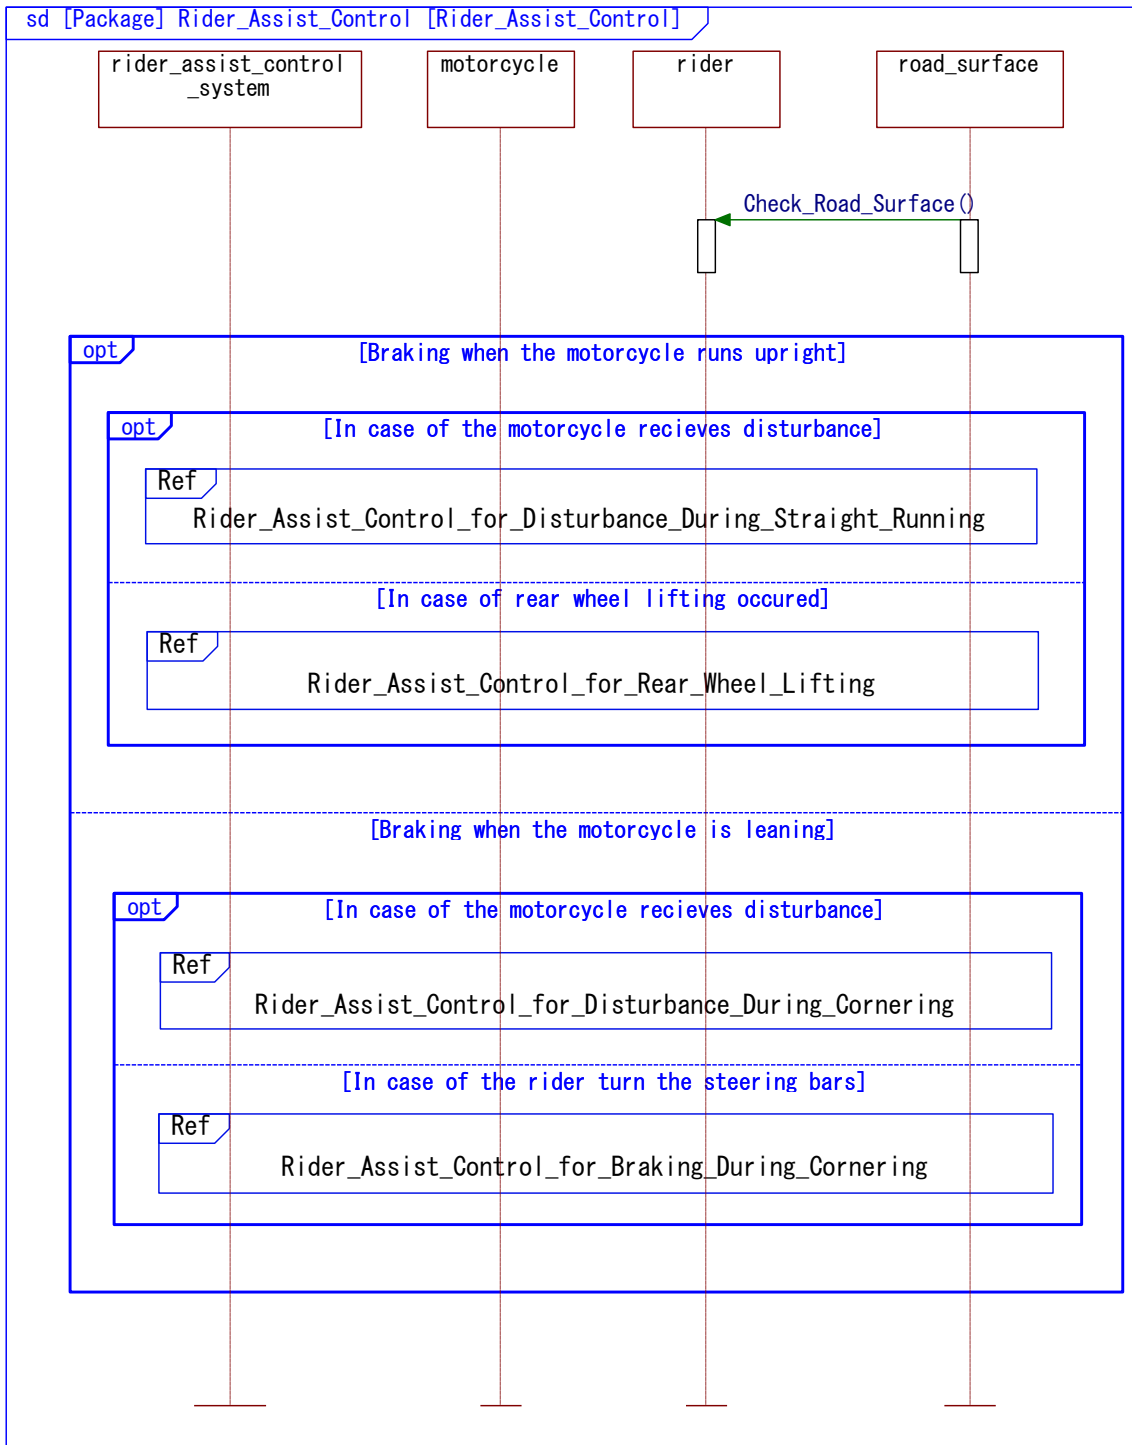 sd [Package] Rider_Assist_Control [Rider_Assist_Control]
rider_assist_control
_system
motorcycle
rider
road_surface
Check_Road_Surface()
opt
[Braking when the motorcycle runs upright]
opt
[In case of the motorcycle recieves disturbance]
Ref
Rider_Assist_Control_for_Disturbance_During_Straight_Running
[In case of rear wheel lifting occured]
Ref
Rider_Assist_Control_for_Rear_Wheel_Lifting
[Braking when the motorcycle is leaning]
opt
[In case of the motorcycle recieves disturbance]
Ref
Rider_Assist_Control_for_Disturbance_During_Cornering
[In case of the rider turn the steering bars]
Ref
Rider_Assist_Control_for_Braking_During_Cornering